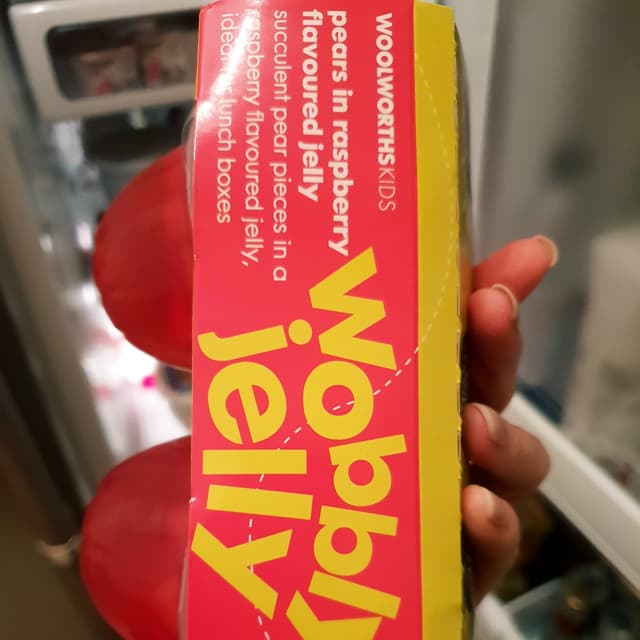 WOOLWORTHSKIDS
pears in raspberry
flavoured jelly
succulent pear pieces in a
raspberry flavoured jelly,
lunch boxes
wobbly
jelly